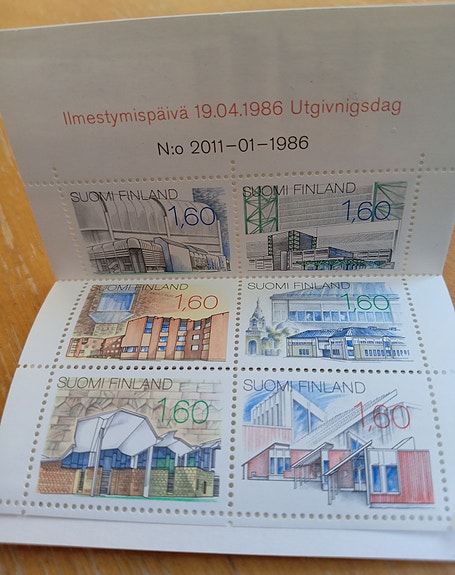 Ilmestymispäivä 19.04.1986 Utgivnigsdag
N:o 2011-01-1986
SUOMI FINLAND SUOMI FINLAND
1,60 1,60
SUOMI FINLAND SUOMI FINLAND
1,60 1,60
SUOMI FINLAND SUOMI FINLAND
1,60 1,60